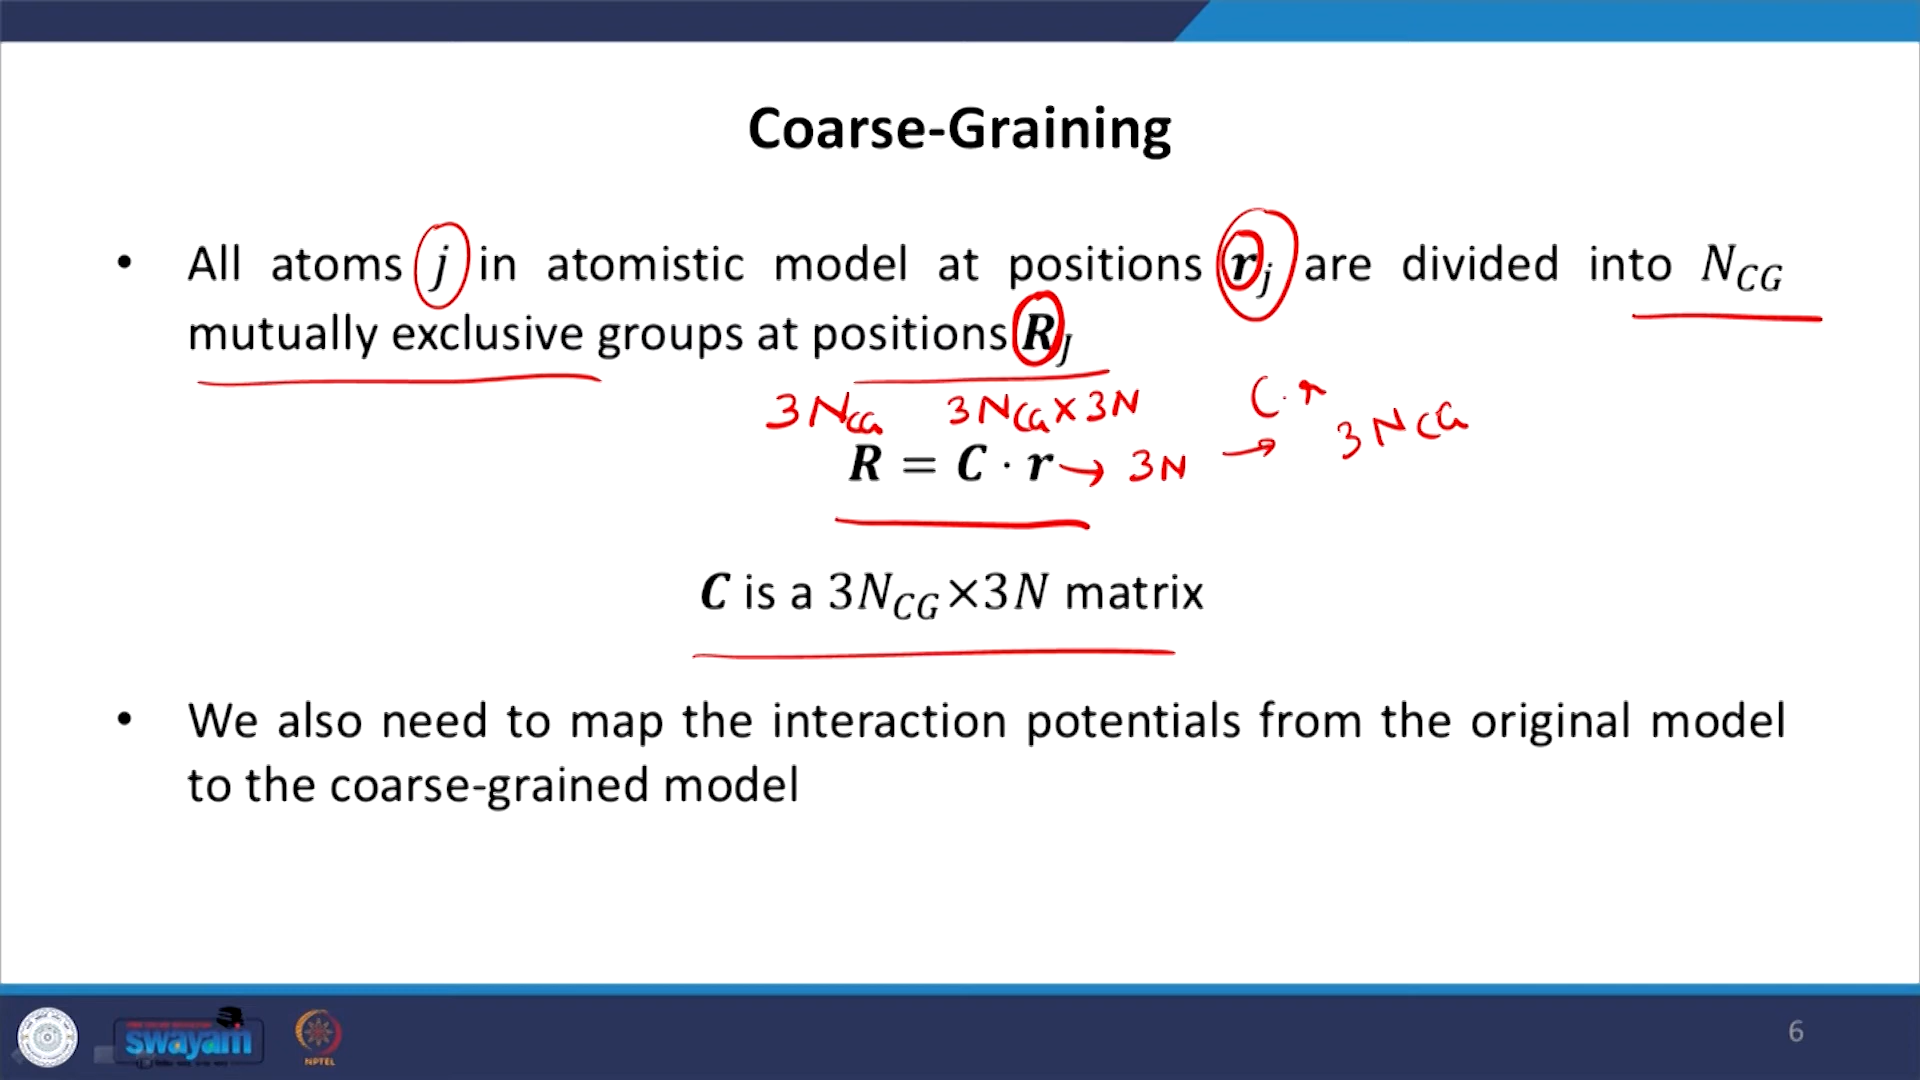 Coarse-Graining
• All atoms j in atomistic model at positions r_j are divided into N_CG
mutually exclusive groups at positions R_J
3N_CG 3N_CG × 3N C · r
3N_CG
R = C · r → 3N →
C is a 3N_CG×3N matrix
• We also need to map the interaction potentials from the original model
to the coarse-grained model
swayam
NPTEL
6